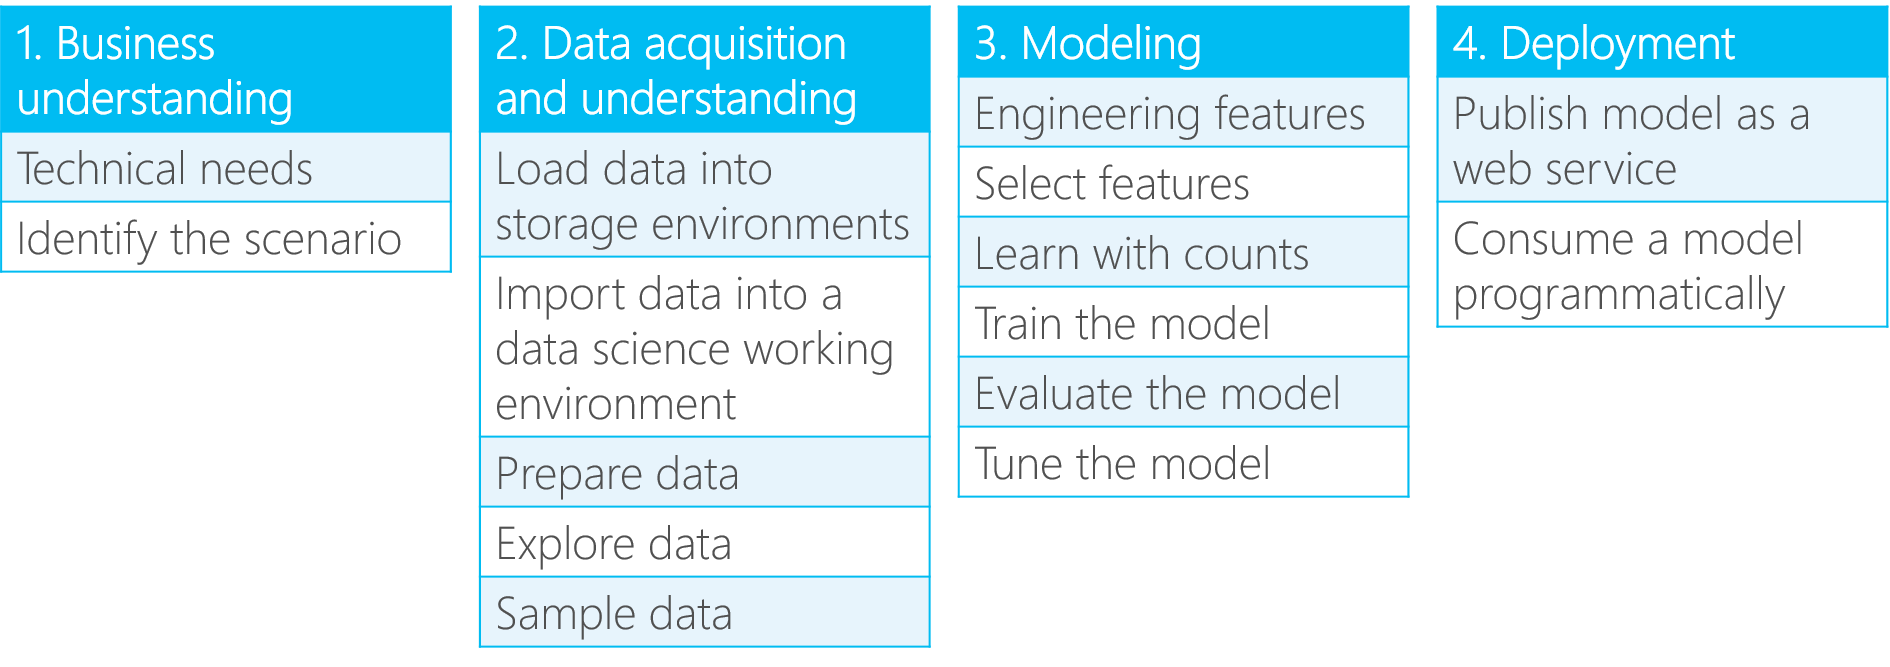 1. Business
understanding
Technical needs
Identify the scenario
2. Data acquisition
and understanding
Load data into
storage environments
Import data into a
data science working
environment
Prepare data
Explore data
Sample data
3. Modeling
Engineering features
Select features
Learn with counts
Train the model
Evaluate the model
Tune the model
4. Deployment
Publish model as a
web service
Consume a model
programmatically